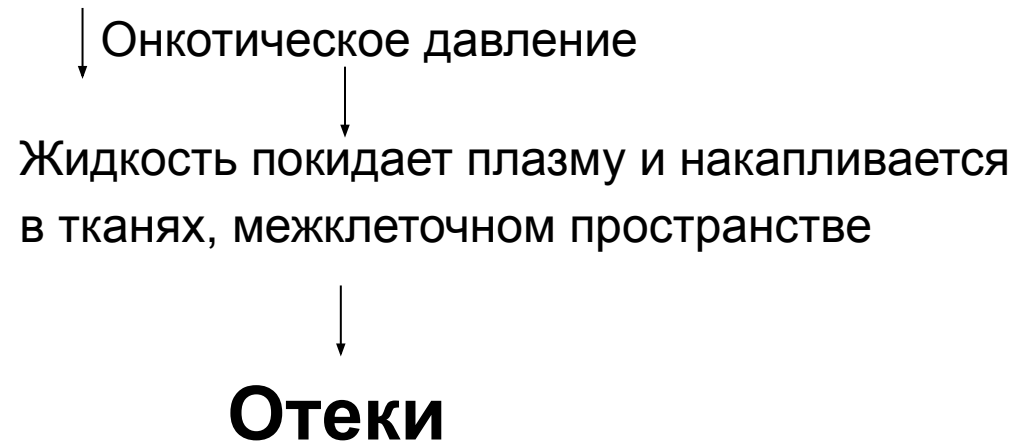 Онкотическое давление
Жидкость покидает плазму и накапливается
в тканях, межклеточном пространстве
Отеки